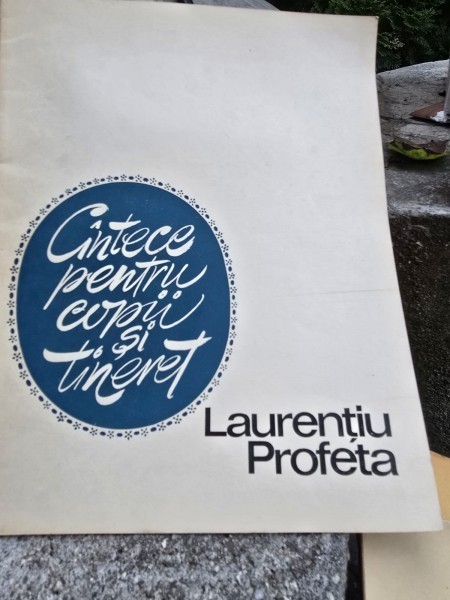 Cîntece
pentru
copii
și
tineret
Laurențiu
Profeta